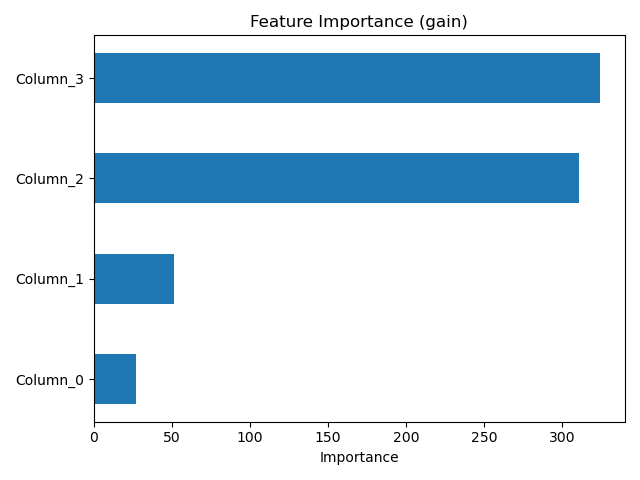 Feature Importance (gain)
Column_3
Column_2
Column_1
Column_0
0 50 100 150 200 250 300
Importance